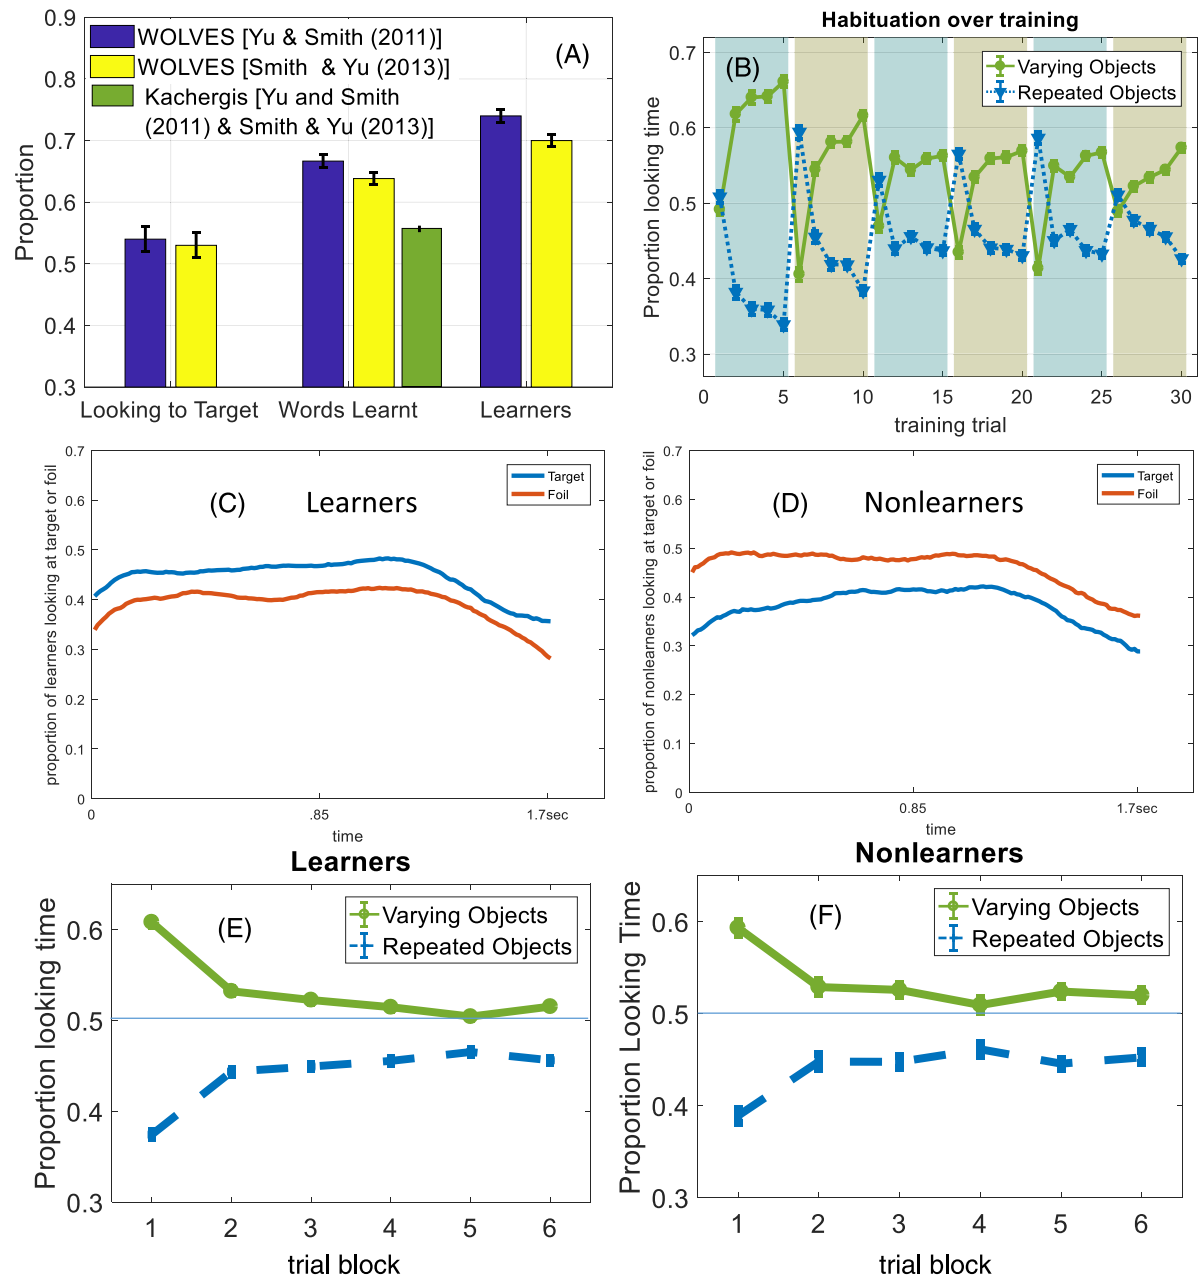 0.9
0.8
0.7
0.6
0.5
0.4
0.3
Proportion
WOLVES [Yu & Smith (2011)]
WOLVES [Smith & Yu (2013)]
Kachergis [Yu and Smith
(2011) & Smith & Yu (2013)]
(A)
Looking to Target
Words Learnt
Learners
Habituation over training
(B)
Varying Objects
Repeated Objects
0.7
0.6
0.5
0.4
0.3
Proportion looking time
0 5 10 15 20 25 30
training trial
(C)
Learners
Target
Foil
0.7
0.6
0.5
0.4
0.3
0.2
0.1
0
proportion of learners looking at target or foil
0 .85 1.7sec
time
(D)
Nonlearners
Target
Foil
0.7
0.6
0.5
0.4
0.3
0.2
0.1
0
proportion of nonlearners looking at target or foil
0 0.85 1.7sec
time
Learners
(E)
Varying Objects
Repeated Objects
0.6
0.5
0.4
0.3
Proportion looking time
1 2 3 4 5 6
trial block
Nonlearners
(F)
Varying Objects
Repeated Objects
0.6
0.5
0.4
0.3
Proportion Looking Time
1 2 3 4 5 6
trial block